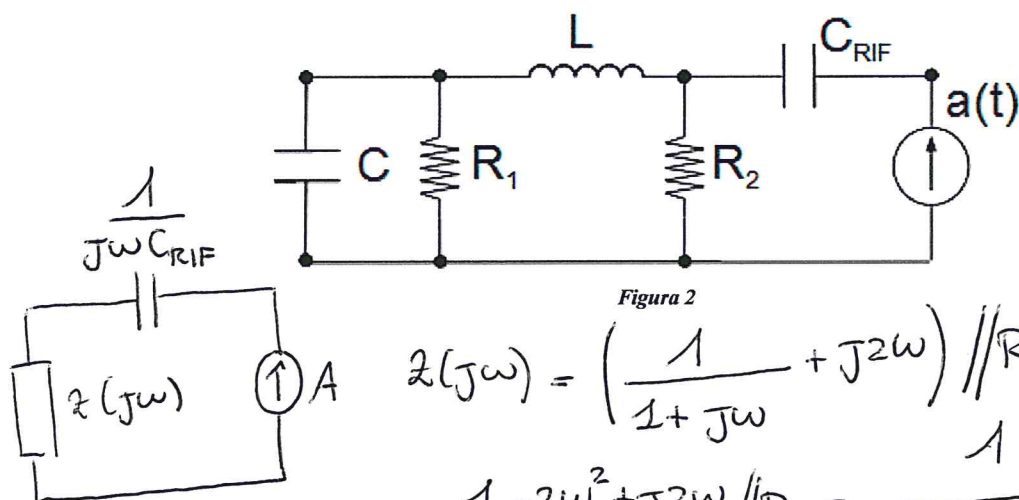 L
C_RIF
a(t)
C
R_1
R_2
Figura 2
1
jωC_RIF
Z(jω)
A
Z(jω) = ( 1 / (1 + jω) + j2ω ) // R
1
1 - 2ω² + j2ω // R